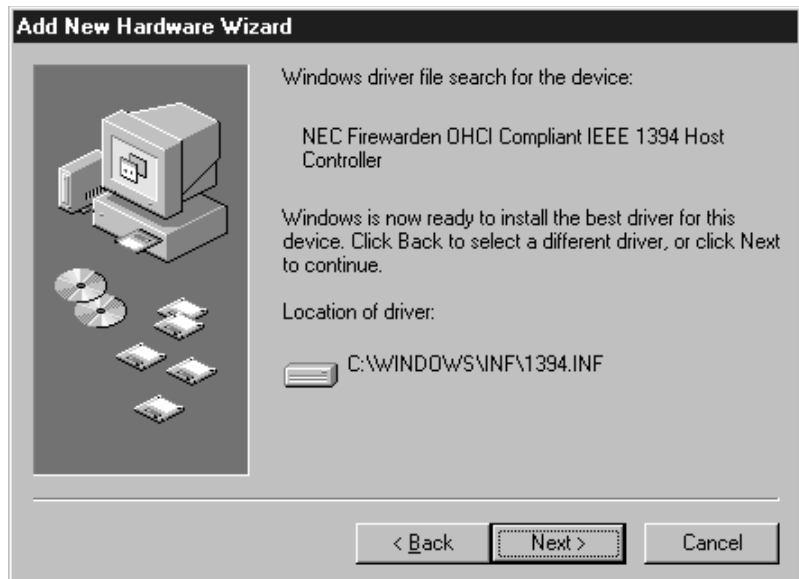 Add New Hardware Wizard
Windows driver file search for the device:
NEC Firewarden OHCI Compliant IEEE 1394 Host
Controller
Windows is now ready to install the best driver for this
device. Click Back to select a different driver, or click Next
to continue.
Location of driver:
C:\WINDOWS\INF\1394.INF
< Back
Next >
Cancel